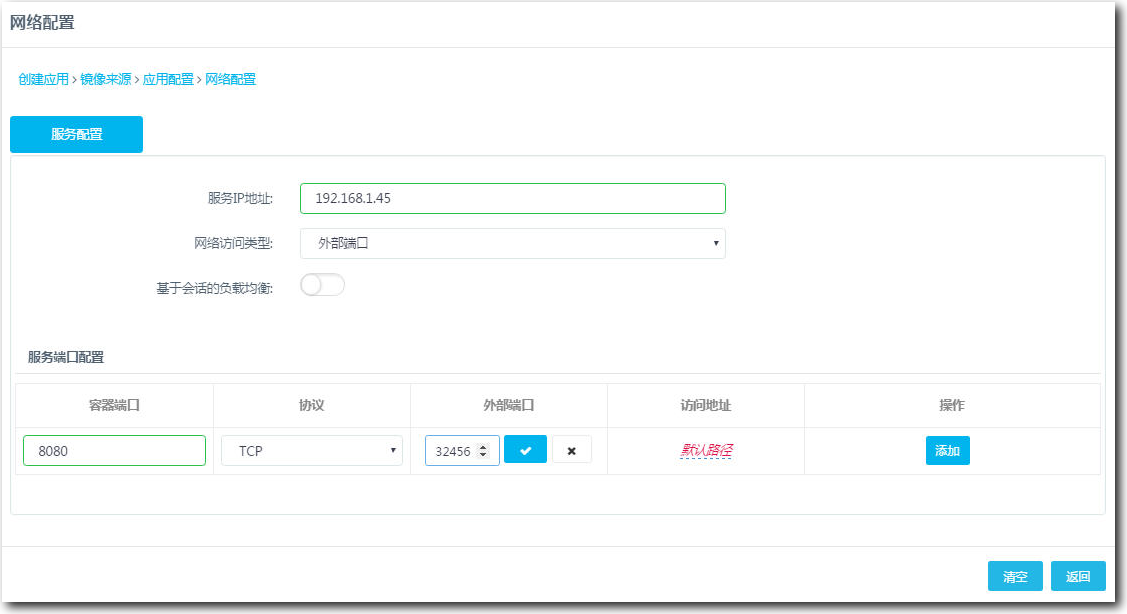 网络配置
创建应用 > 镜像来源 > 应用配置 > 网络配置
服务配置
服务IP地址: 192.168.1.45
网络访问类型: 外部端口
基于会话的负载均衡:
服务端口配置
容器端口 协议 外部端口 访问地址 操作
8080 TCP 32456 默认路径 添加
清空 返回